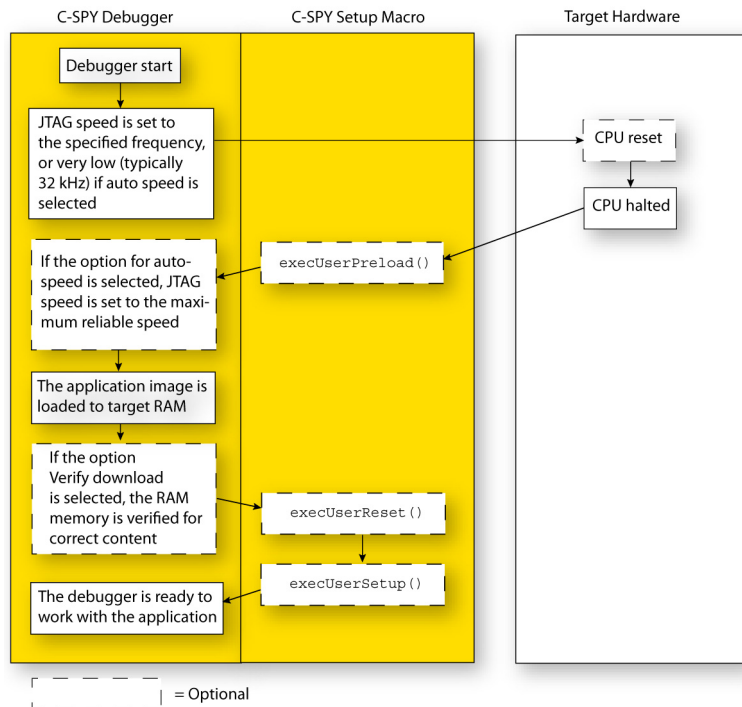 C-SPY Debugger
C-SPY Setup Macro
Target Hardware
Debugger start
JTAG speed is set to
the specified frequency,
or very low (typically
32 kHz) if auto speed is
selected
CPU reset
CPU halted
execUserPreload()
If the option for auto-
speed is selected, JTAG
speed is set to the maxi-
mum reliable speed
The application image is
loaded to target RAM
If the option
Verify download
is selected, the RAM
memory is verified for
correct content
execUserReset()
execUserSetup()
The debugger is ready to
work with the application
= Optional